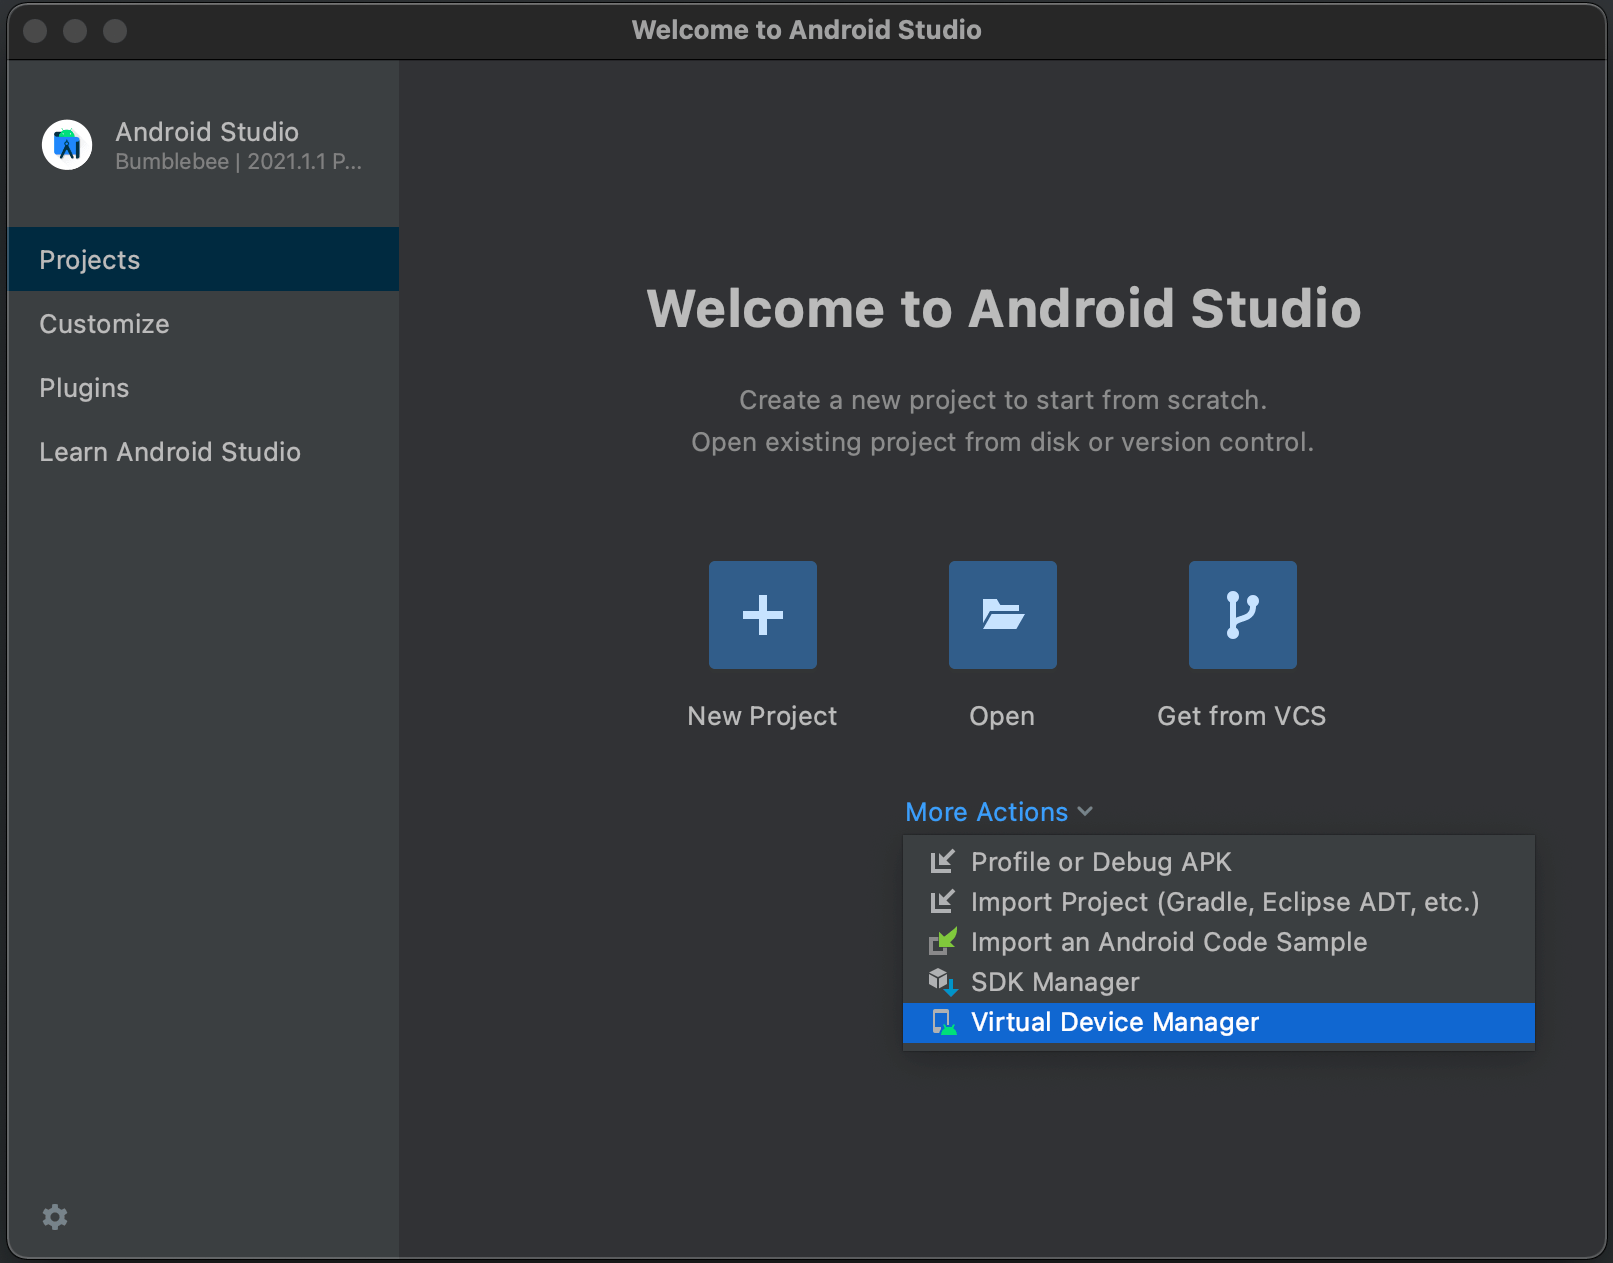 Welcome to Android Studio
Android Studio
Bumblebee | 2021.1.1 P...
Projects
Customize
Plugins
Learn Android Studio
Welcome to Android Studio
Create a new project to start from scratch.
Open existing project from disk or version control.
New Project
Open
Get from VCS
More Actions
Profile or Debug APK
Import Project (Gradle, Eclipse ADT, etc.)
Import an Android Code Sample
SDK Manager
Virtual Device Manager